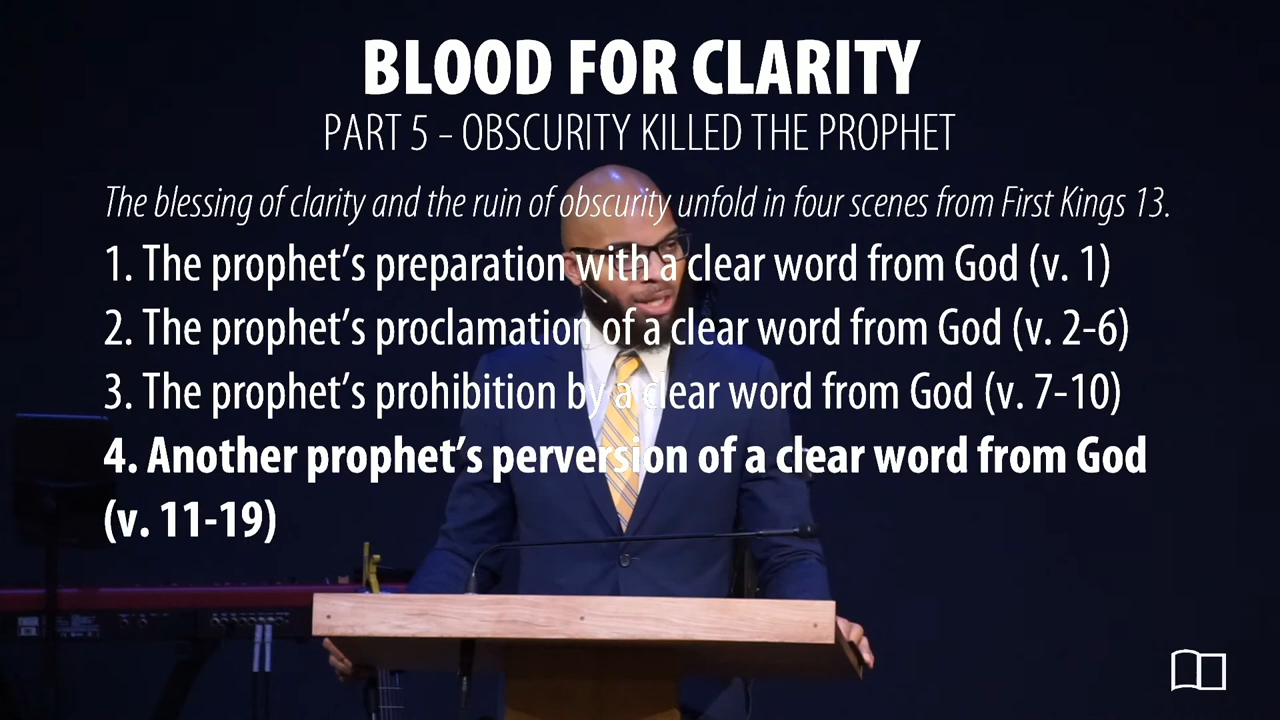 BLOOD FOR CLARITY
PART 5 - OBSCURITY KILLED THE PROPHET
The blessing of clarity and the ruin of obscurity unfold in four scenes from First Kings 13.
1. The prophet's preparation with a clear word from God (v. 1)
2. The prophet's proclamation of a clear word from God (v. 2-6)
3. The prophet's prohibition by a clear word from God (v. 7-10)
4. Another prophet's perversion of a clear word from God
(v. 11-19)